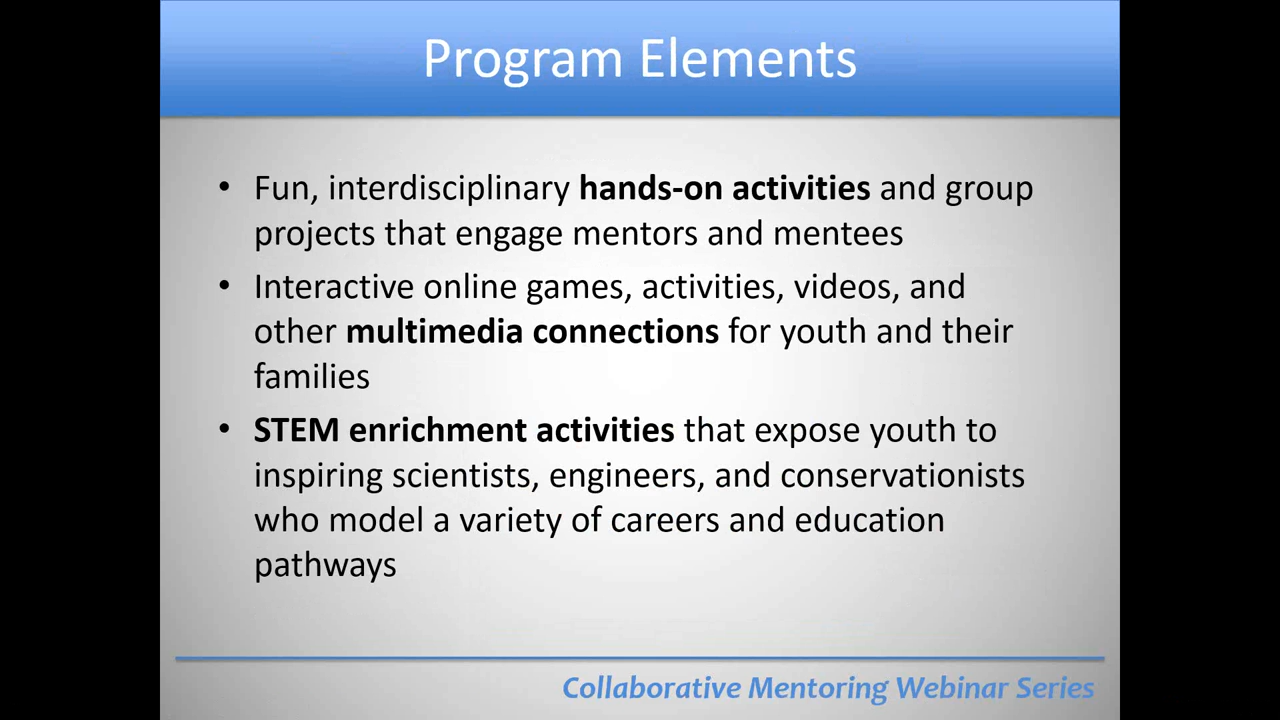 Program Elements
• Fun, interdisciplinary hands-on activities and group
projects that engage mentors and mentees
• Interactive online games, activities, videos, and
other multimedia connections for youth and their
families
• STEM enrichment activities that expose youth to
inspiring scientists, engineers, and conservationists
who model a variety of careers and education
pathways
Collaborative Mentoring Webinar Series